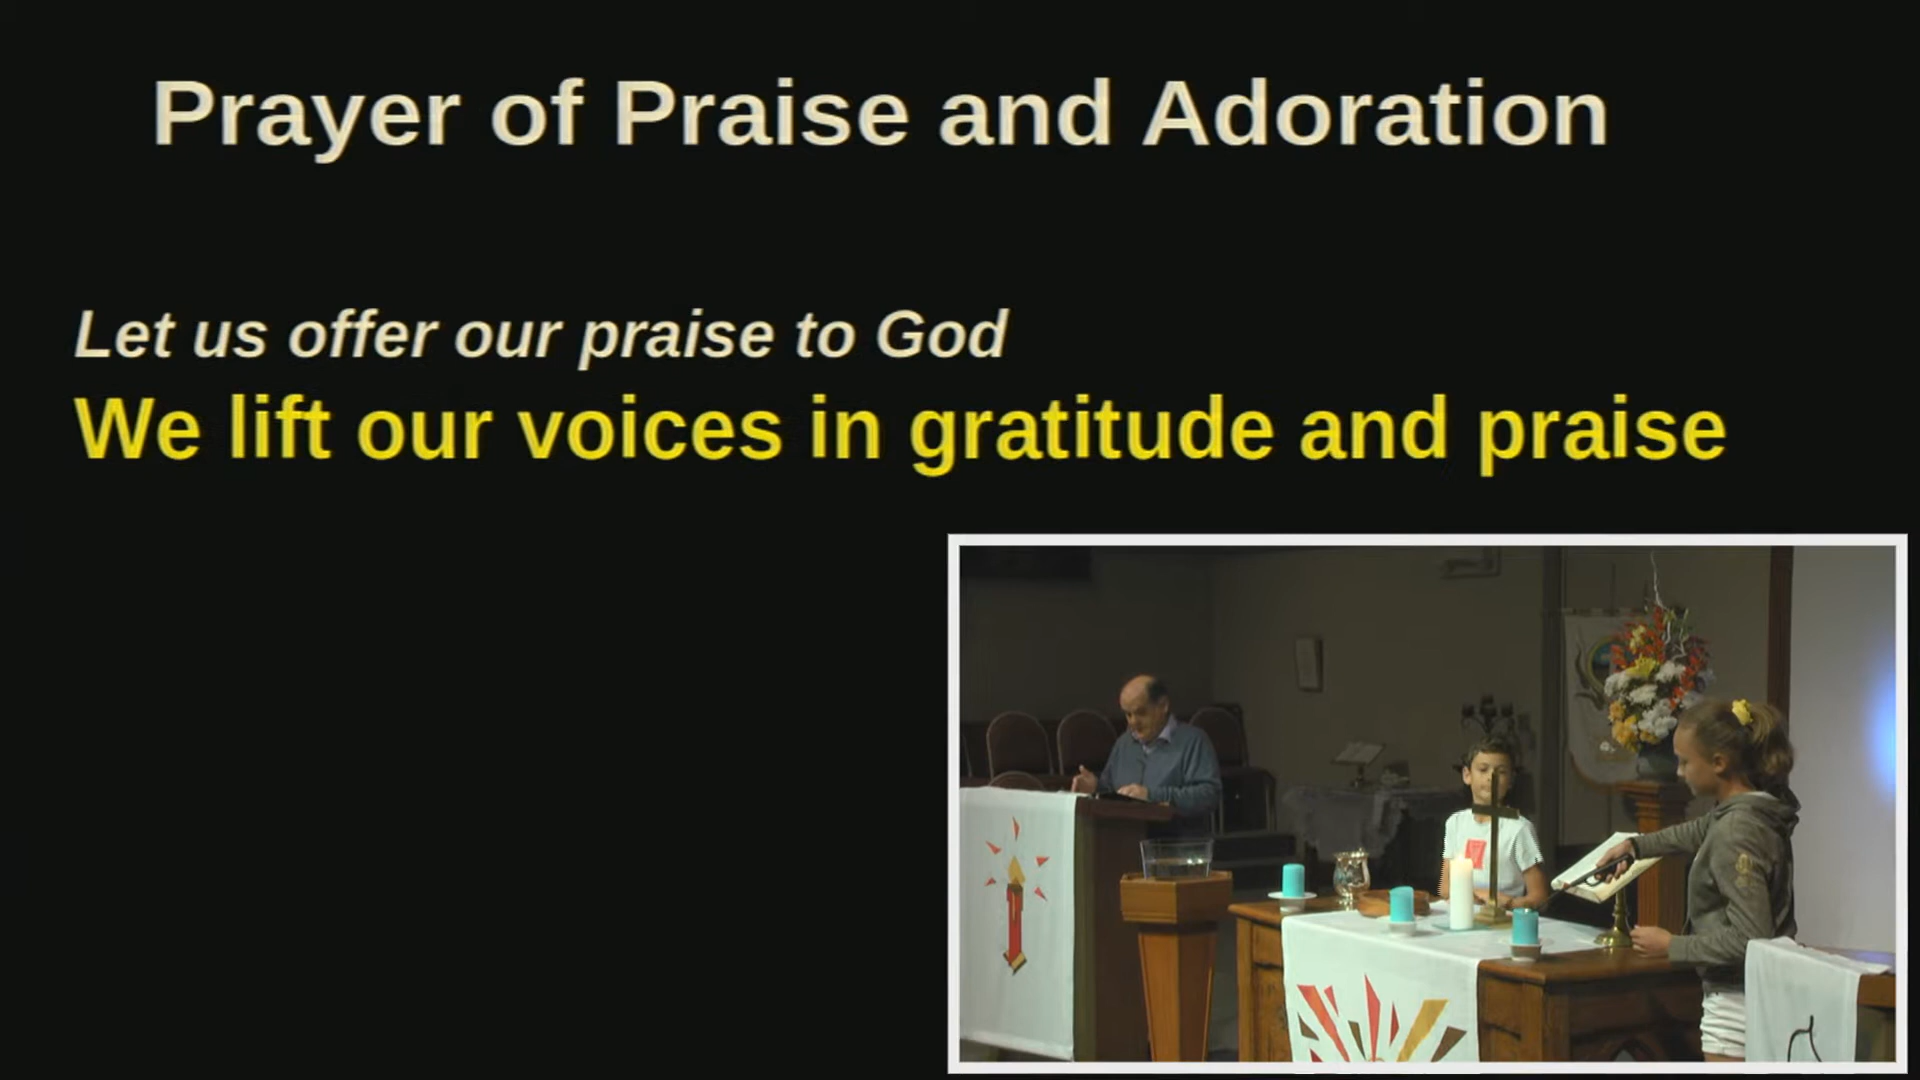 Prayer of Praise and Adoration
Let us offer our praise to God
We lift our voices in gratitude and praise